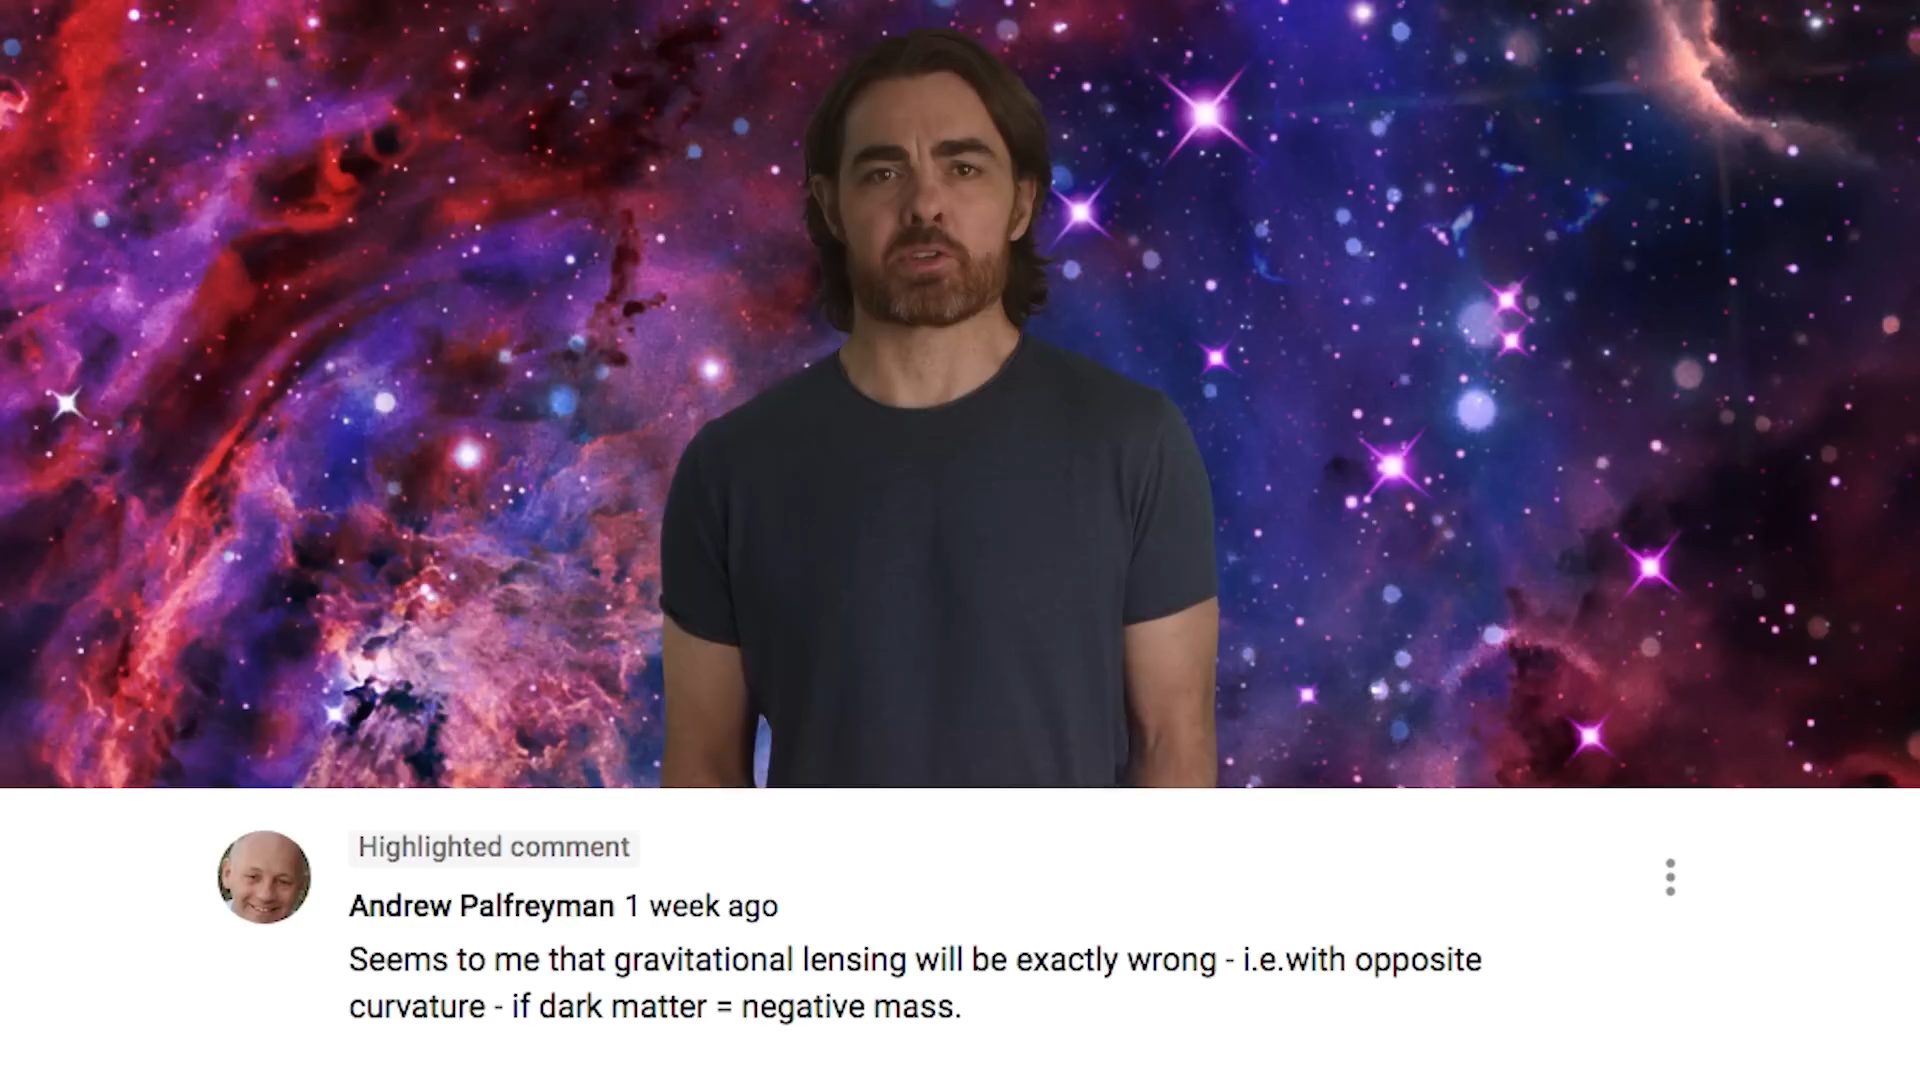 Highlighted comment
Andrew Palfreyman 1 week ago
Seems to me that gravitational lensing will be exactly wrong - i.e.with opposite
curvature - if dark matter = negative mass.